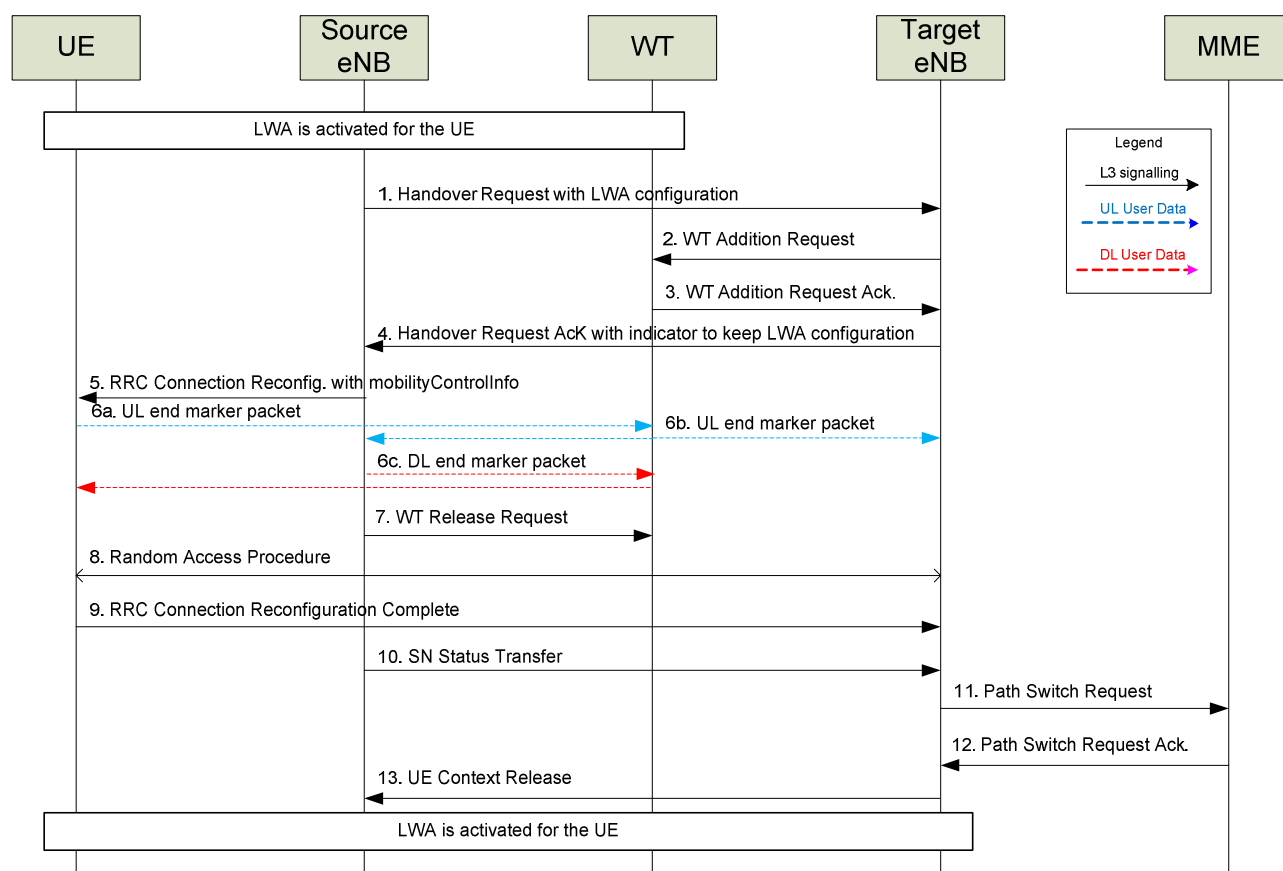 UE
Source
eNB
WT
Target
eNB
MME
LWA is activated for the UE
Legend
L3 signalling
UL User Data
DL User Data
1. Handover Request with LWA configuration
2. WT Addition Request
3. WT Addition Request Ack.
4. Handover Request AcK with indicator to keep LWA configuration
5. RRC Connection Reconfig. with mobilityControlInfo
6a. UL end marker packet
6b. UL end marker packet
6c. DL end marker packet
7. WT Release Request
8. Random Access Procedure
9. RRC Connection Reconfiguration Complete
10. SN Status Transfer
11. Path Switch Request
12. Path Switch Request Ack.
13. UE Context Release
LWA is activated for the UE